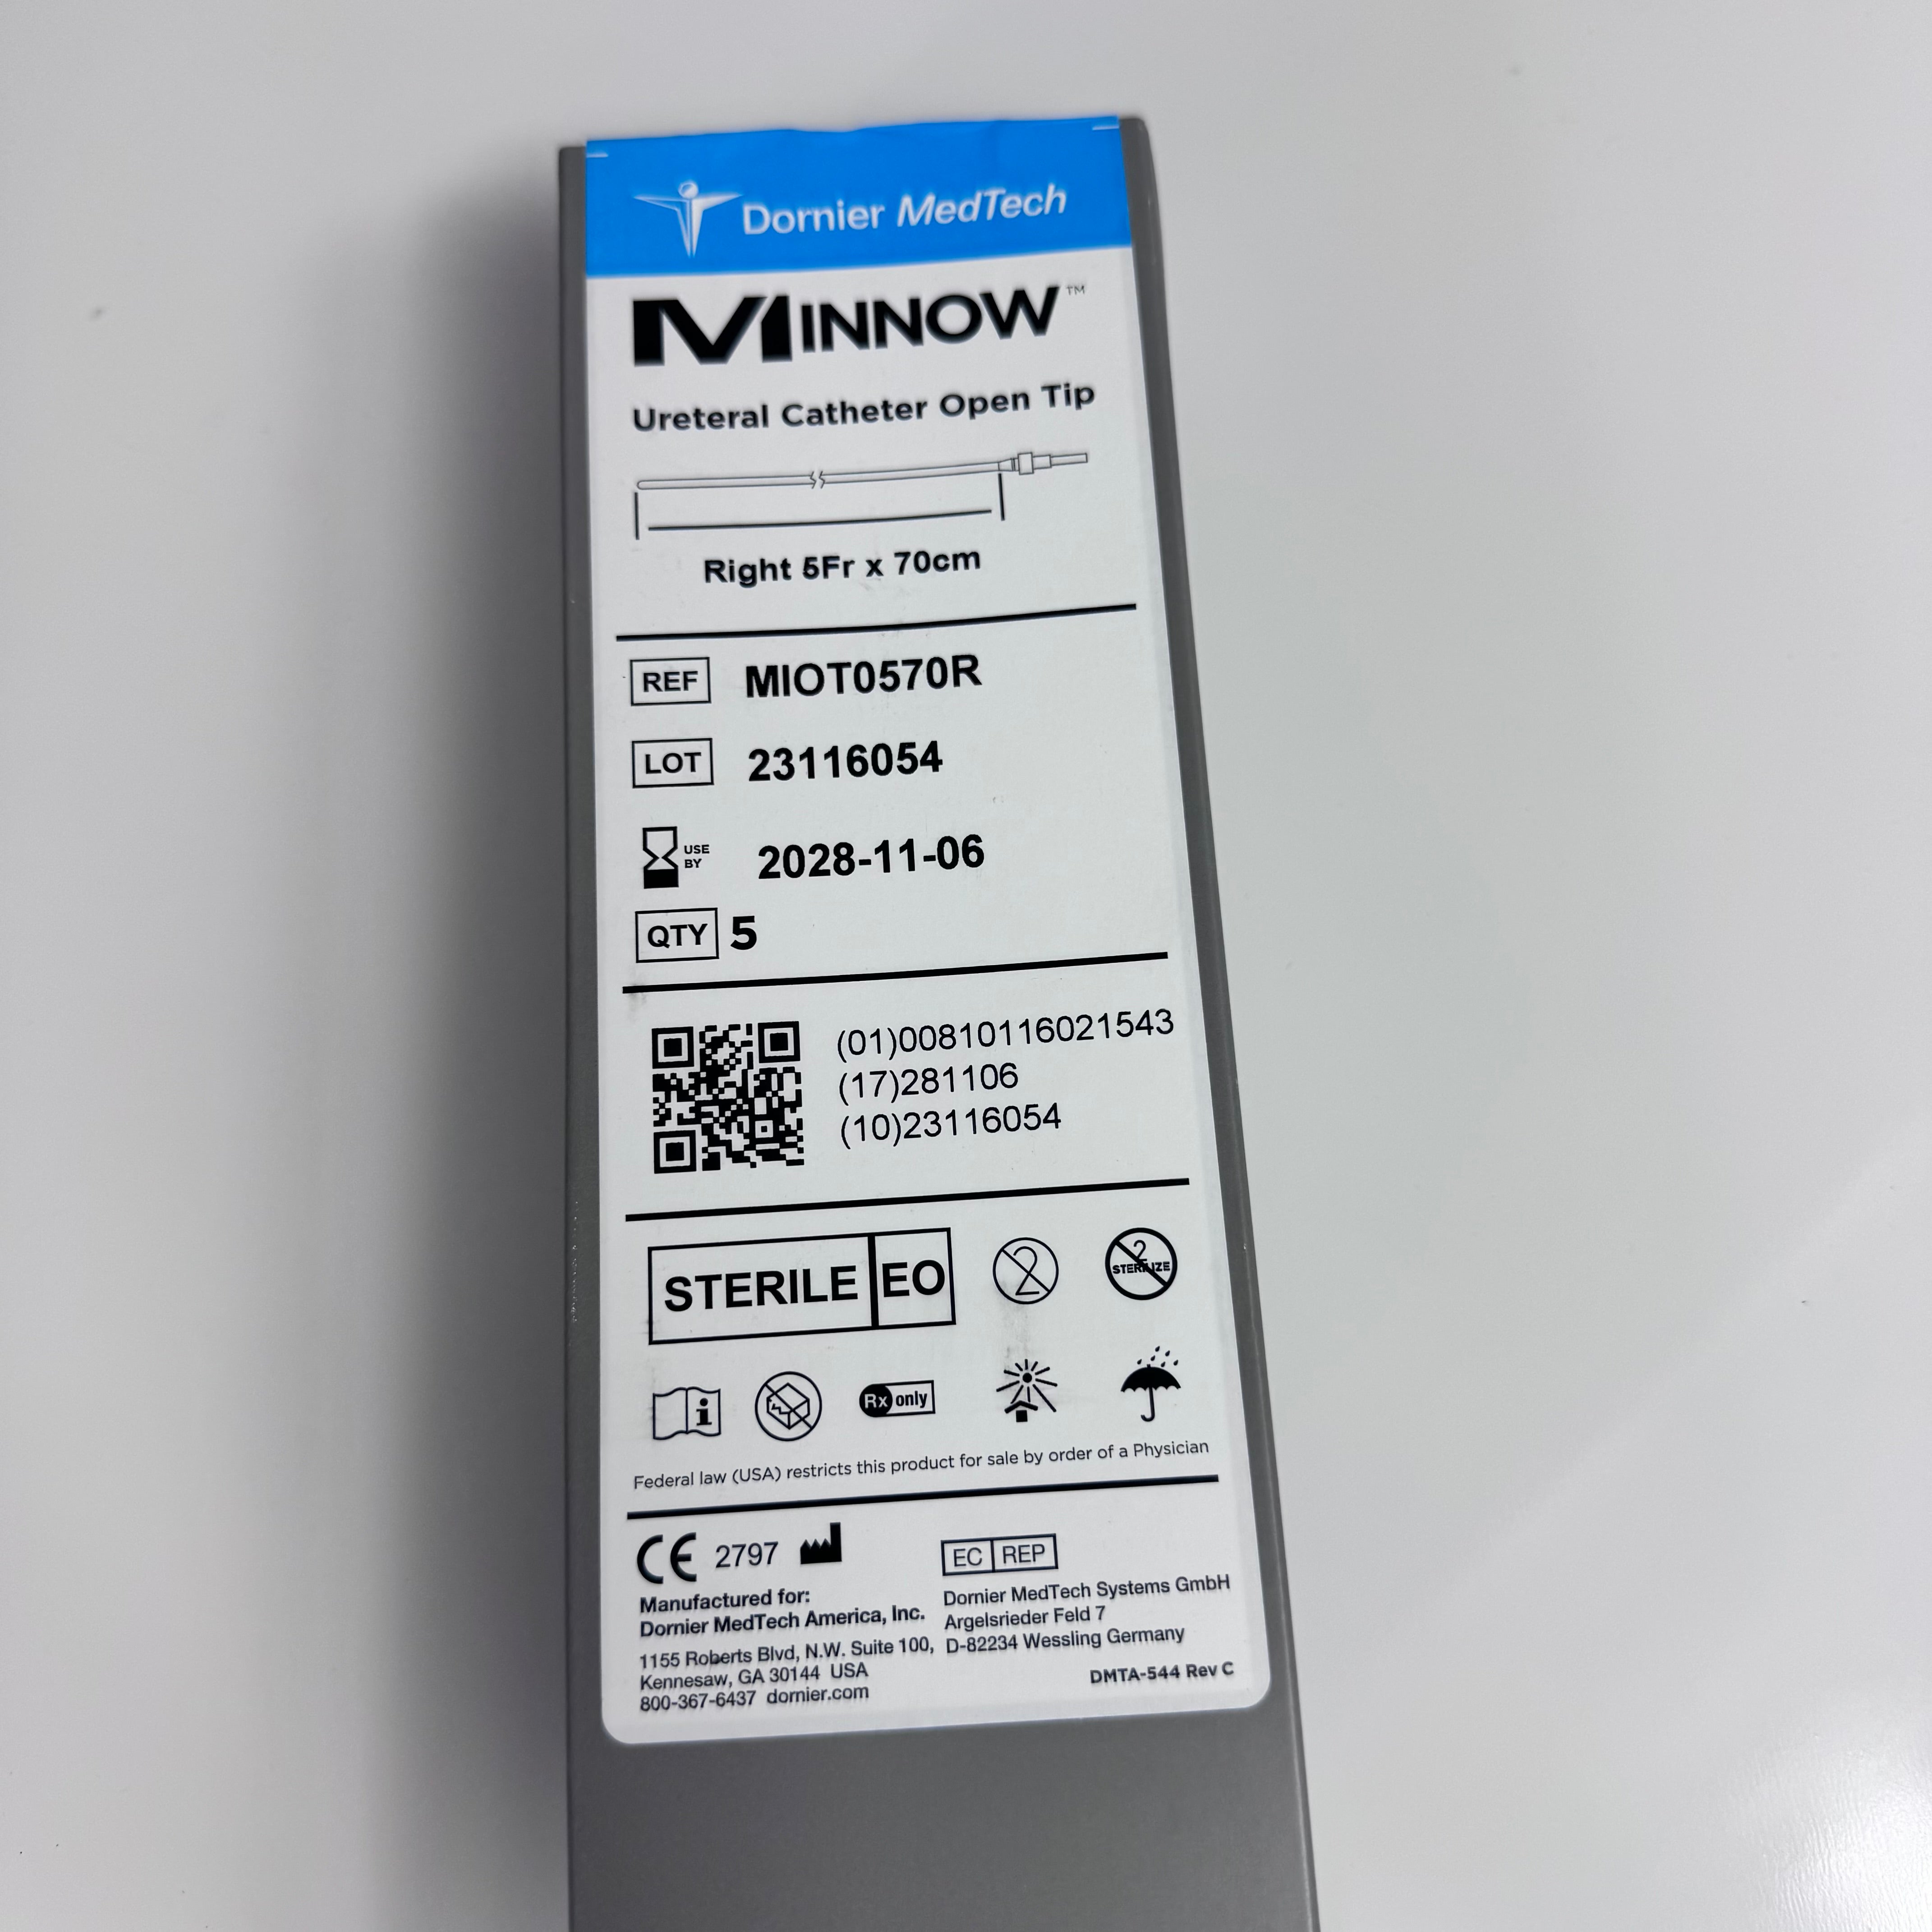 Dornier MedTech
MINNOW™
Ureteral Catheter Open Tip
Right 5Fr x 70cm
REF MIOT0570R
LOT 23116054
USE BY 2028-11-06
QTY 5
(01)00810116021543
(17)281106
(10)23116054
STERILE EO 2 2 STERILIZE
i Rx only
Federal law (USA) restricts this product for sale by order of a Physician
CE 2797
Manufactured for:
Dornier MedTech America, Inc.
1155 Roberts Blvd, N.W. Suite 100,
Kennesaw, GA 30144 USA
800-367-6437 dornier.com
EC REP
Dornier MedTech Systems GmbH
Argelsrieder Feld 7
D-82234 Wessling Germany
DMTA-544 Rev C